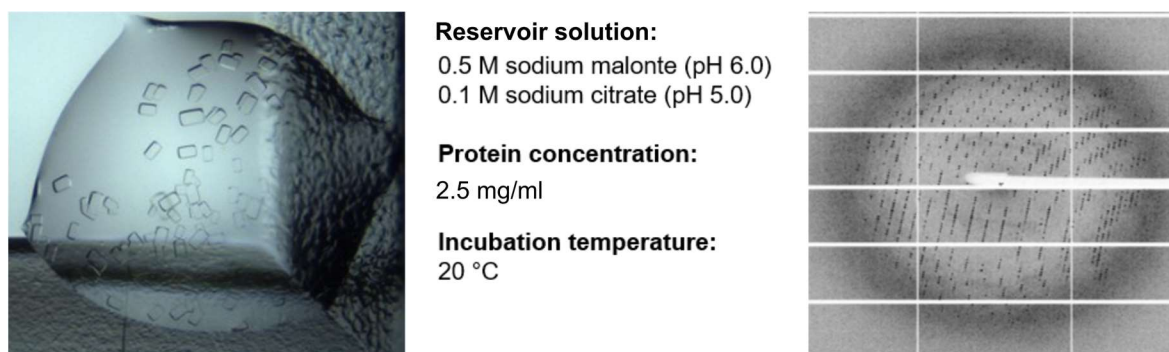 Reservoir solution:
0.5 M sodium malonte (pH 6.0)
0.1 M sodium citrate (pH 5.0)
Protein concentration:
2.5 mg/ml
Incubation temperature:
20 °C